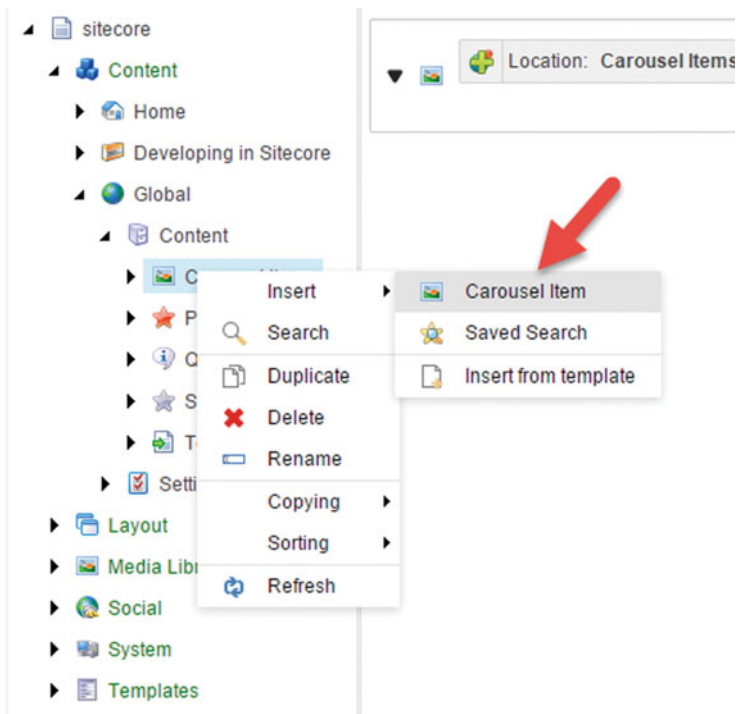 sitecore
Content
Home
Developing in Sitecore
Global
Content
Layout
Social
System
Templates
Location: Carousel Items
Insert
Search
Duplicate
Delete
Rename
Copying
Sorting
Refresh
Carousel Item
Saved Search
Insert from template